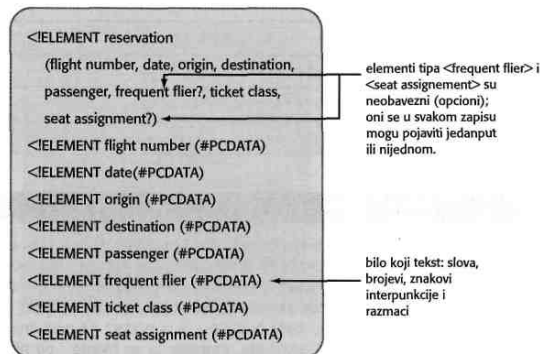 <!ELEMENT reservation
(flight number, date, origin, destination,
passenger, frequent flier?, ticket class,
seat assignment?)
<!ELEMENT flight number (#PCDATA)
<!ELEMENT date(#PCDATA)
<!ELEMENT origin (#PCDATA)
<!ELEMENT destination (#PCDATA)
<!ELEMENT passenger (#PCDATA)
<!ELEMENT frequent flier (#PCDATA)
<!ELEMENT ticket class (#PCDATA)
<!ELEMENT seat assignment (#PCDATA)
elementi tipa <frequent flier> i
<seat assignement> su
neobavezni (opcioni);
oni se u svakom zapisu
mogu pojaviti jedanput
ili nijednom.
bilo koji tekst: slova,
brojevi, znakovi
interpunkcije i
razmaci